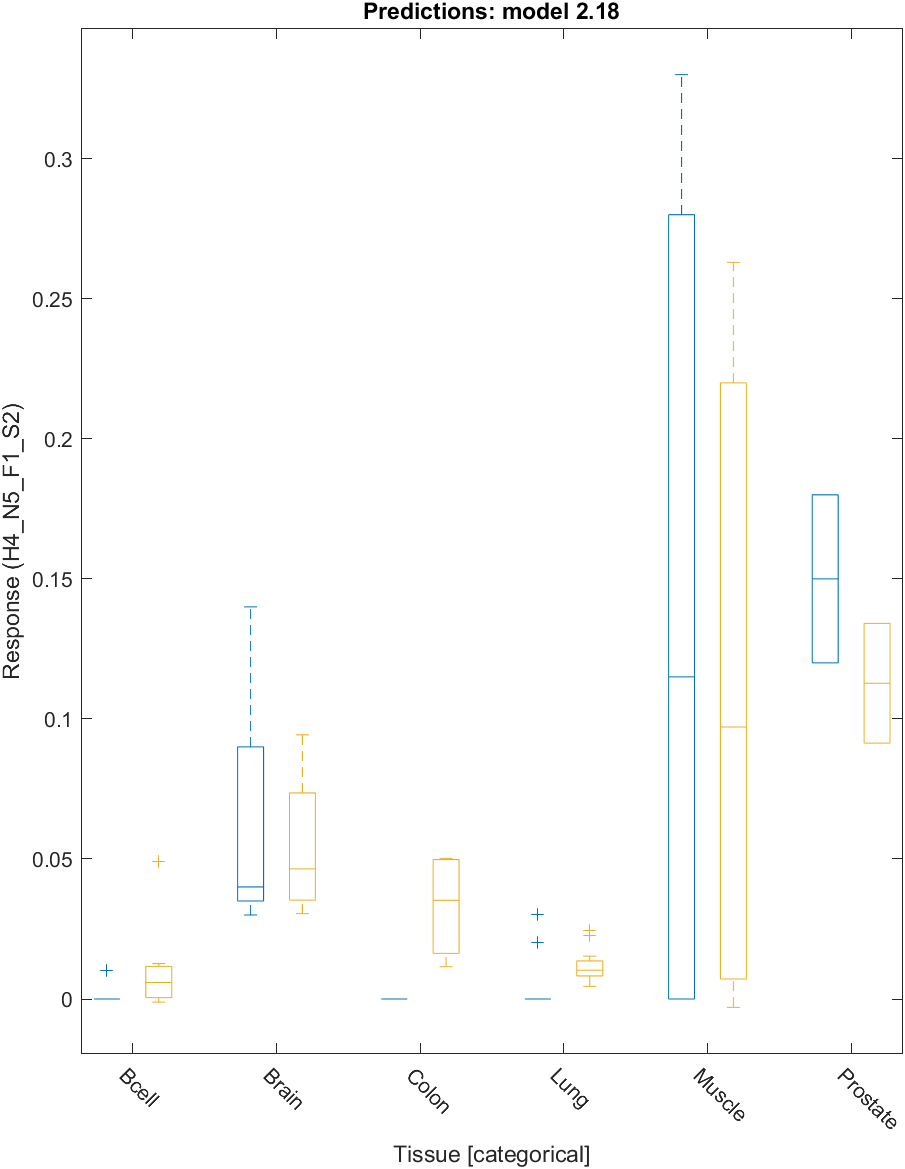 Predictions: model 2.18
0.3
0.25
0.2
0.15
0.1
0.05
0
Response (H4_N5_F1_S2)
Bcell
Brain
Colon
Lung
Muscle
Prostate
Tissue [categorical]